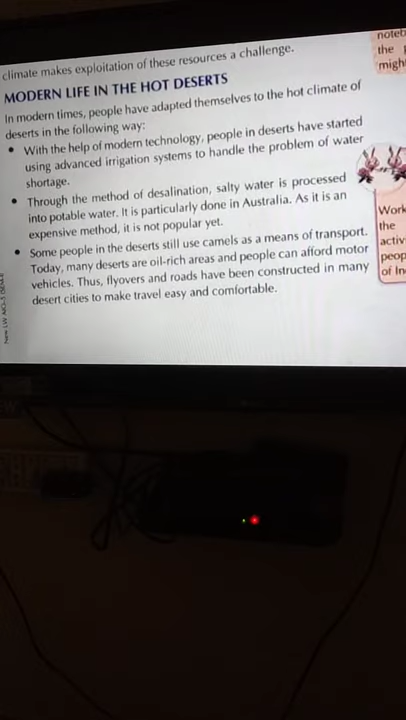 climate makes exploitation of these resources a challenge.
MODERN LIFE IN THE HOT DESERTS
In modern times, people have adapted themselves to the hot climate of
deserts in the following way:
• With the help of modern technology, people in deserts have started
using advanced irrigation systems to handle the problem of water
shortage.
• Through the method of desalination, salty water is processed
into potable water. It is particularly done in Australia. As it is an
expensive method, it is not popular yet.
• Some people in the deserts still use camels as a means of transport.
Today, many deserts are oil-rich areas and people can afford motor
vehicles. Thus, flyovers and roads have been constructed in many
desert cities to make travel easy and comfortable.
noteb
the
migh
Work
the
activ
peop
of In